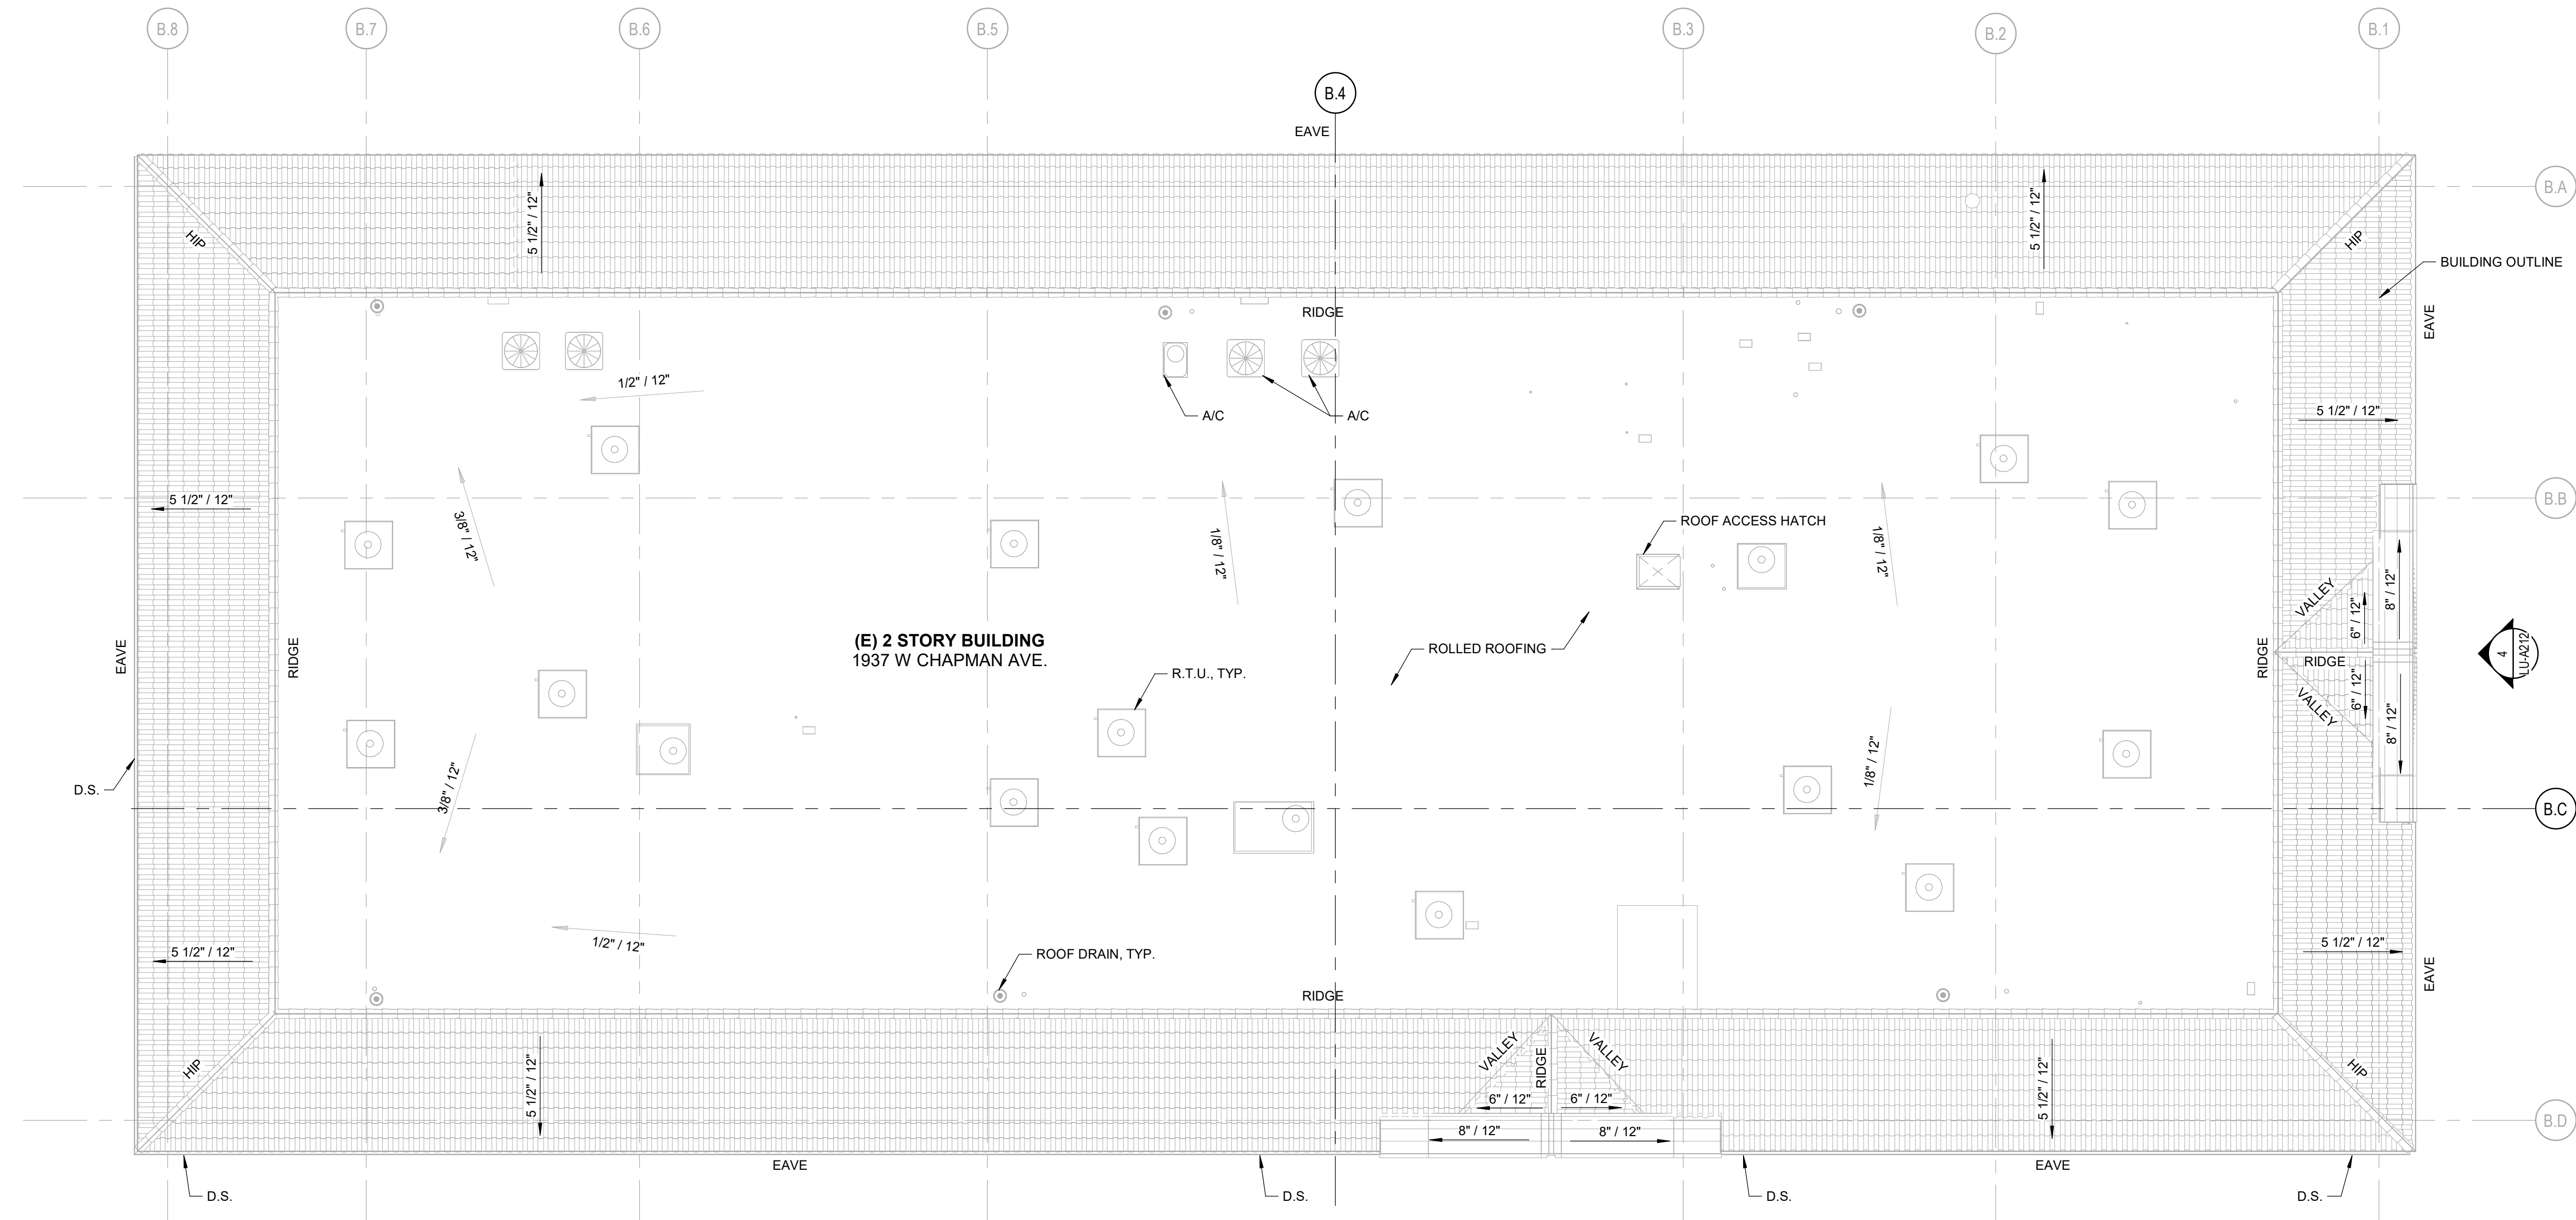 B.8
B.7
B.6
B.5
B.3
B.2
B.1
B.4
EAVE
B.A
5 1/2" / 12"
5 1/2" / 12"
HIP
HIP
BUILDING OUTLINE
EAVE
RIDGE
1/2" / 12"
A/C
A/C
5 1/2" / 12"
5 1/2" / 12"
B.B
3/8" / 12"
1/8" / 12"
ROOF ACCESS HATCH
1/8" / 12"
VALLEY
6" / 12"
8" / 12"
EAVE
RIDGE
(E) 2 STORY BUILDING
1937 W CHAPMAN AVE.
ROLLED ROOFING
RIDGE
RIDGE
4
LU-A212
R.T.U., TYP.
VALLEY
6" / 12"
8" / 12"
D.S.
3/8" / 12"
1/8" / 12"
B.C
5 1/2" / 12"
1/2" / 12"
ROOF DRAIN, TYP.
5 1/2" / 12"
EAVE
RIDGE
HIP
5 1/2" / 12"
VALLEY
RIDGE
VALLEY
5 1/2" / 12"
HIP
6" / 12"
6" / 12"
8" / 12"
8" / 12"
B.D
EAVE
EAVE
D.S.
D.S.
D.S.
D.S.